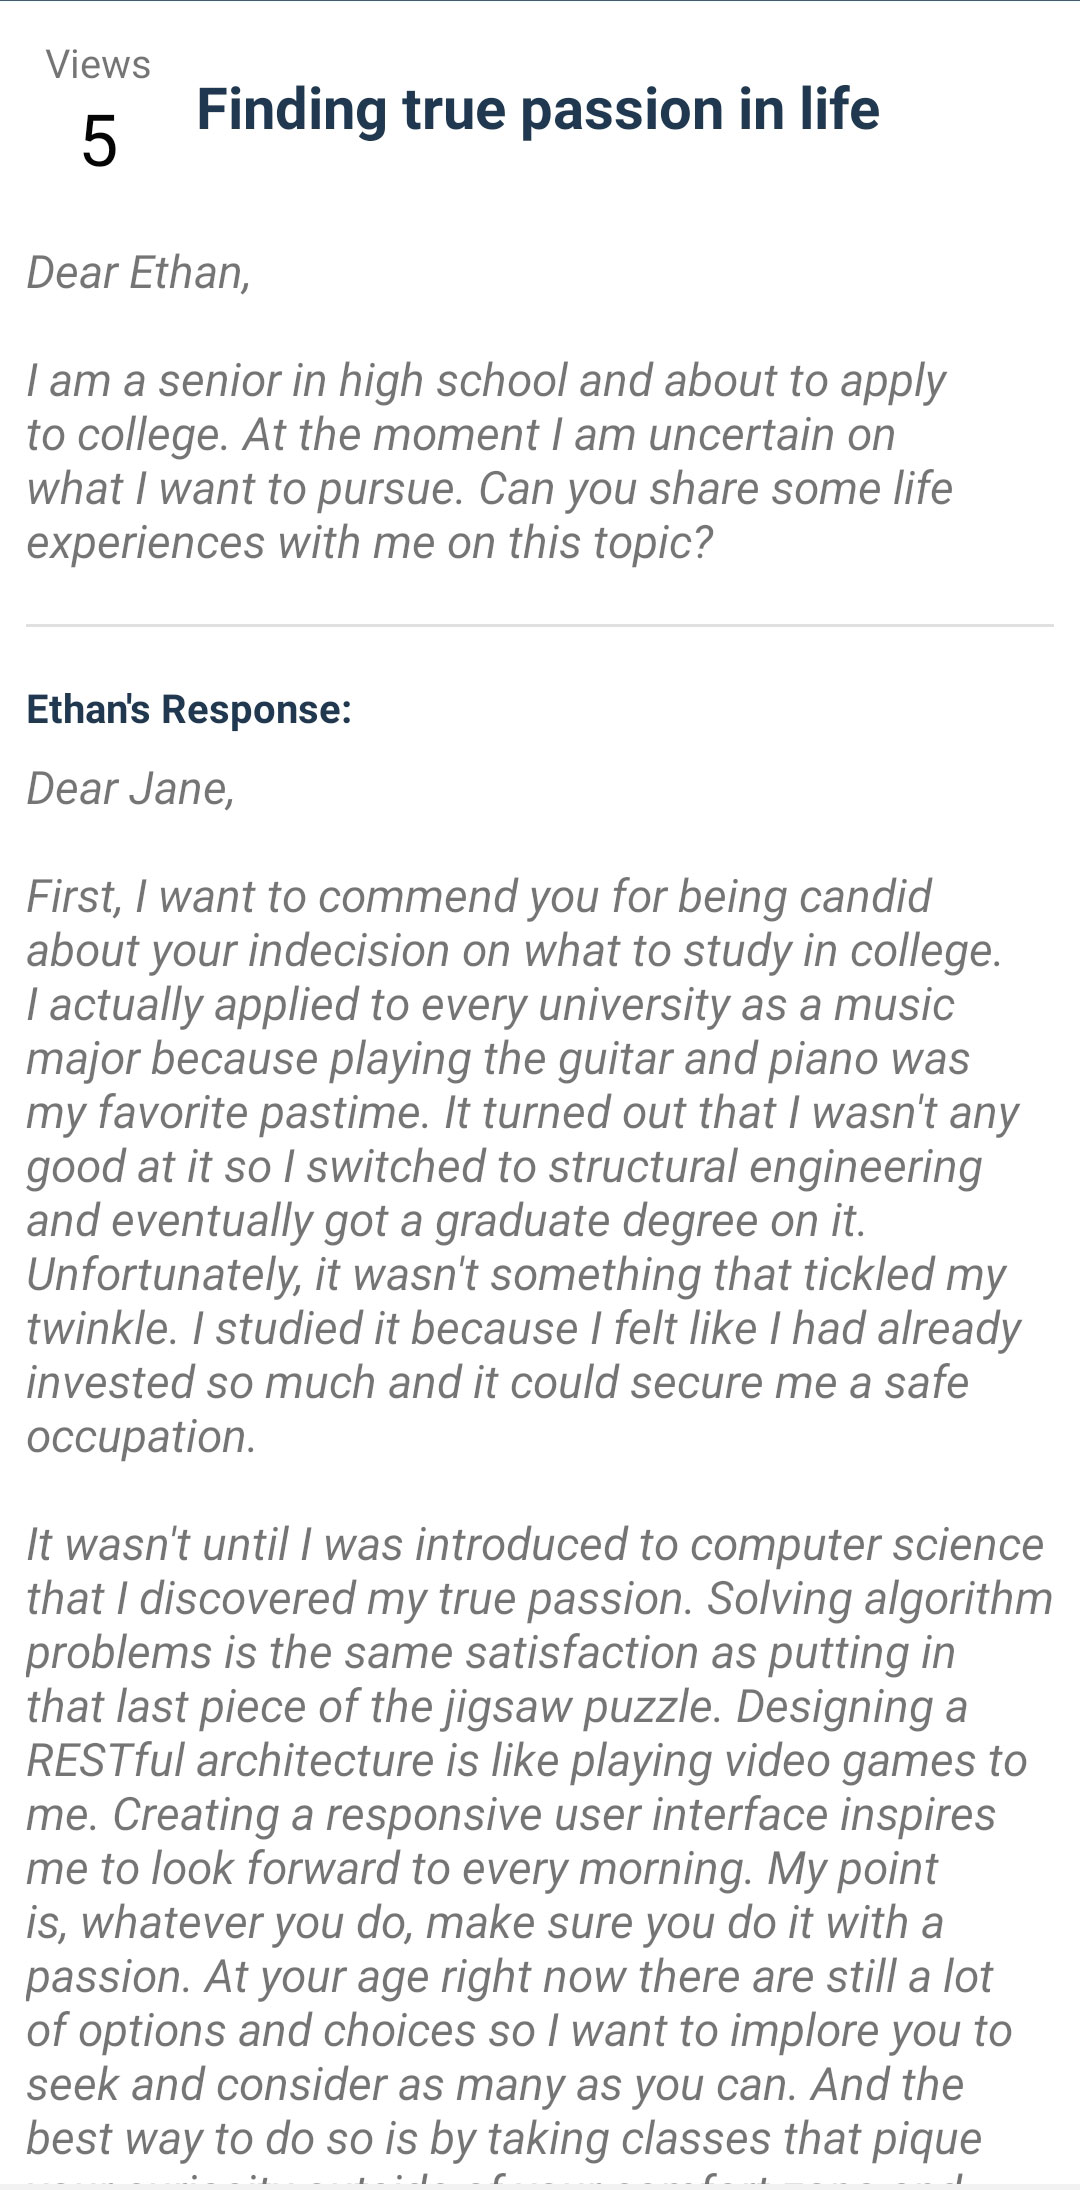 Views
5
Finding true passion in life
Dear Ethan,
I am a senior in high school and about to apply
to college. At the moment I am uncertain on
what I want to pursue. Can you share some life
experiences with me on this topic?
Ethan's Response:
Dear Jane,
First, I want to commend you for being candid
about your indecision on what to study in college.
I actually applied to every university as a music
major because playing the guitar and piano was
my favorite pastime. It turned out that I wasn't any
good at it so I switched to structural engineering
and eventually got a graduate degree on it.
Unfortunately, it wasn't something that tickled my
twinkle. I studied it because I felt like I had already
invested so much and it could secure me a safe
occupation.
It wasn't until I was introduced to computer science
that I discovered my true passion. Solving algorithm
problems is the same satisfaction as putting in
that last piece of the jigsaw puzzle. Designing a
RESTful architecture is like playing video games to
me. Creating a responsive user interface inspires
me to look forward to every morning. My point
is, whatever you do, make sure you do it with a
passion. At your age right now there are still a lot
of options and choices so I want to implore you to
seek and consider as many as you can. And the
best way to do so is by taking classes that pique